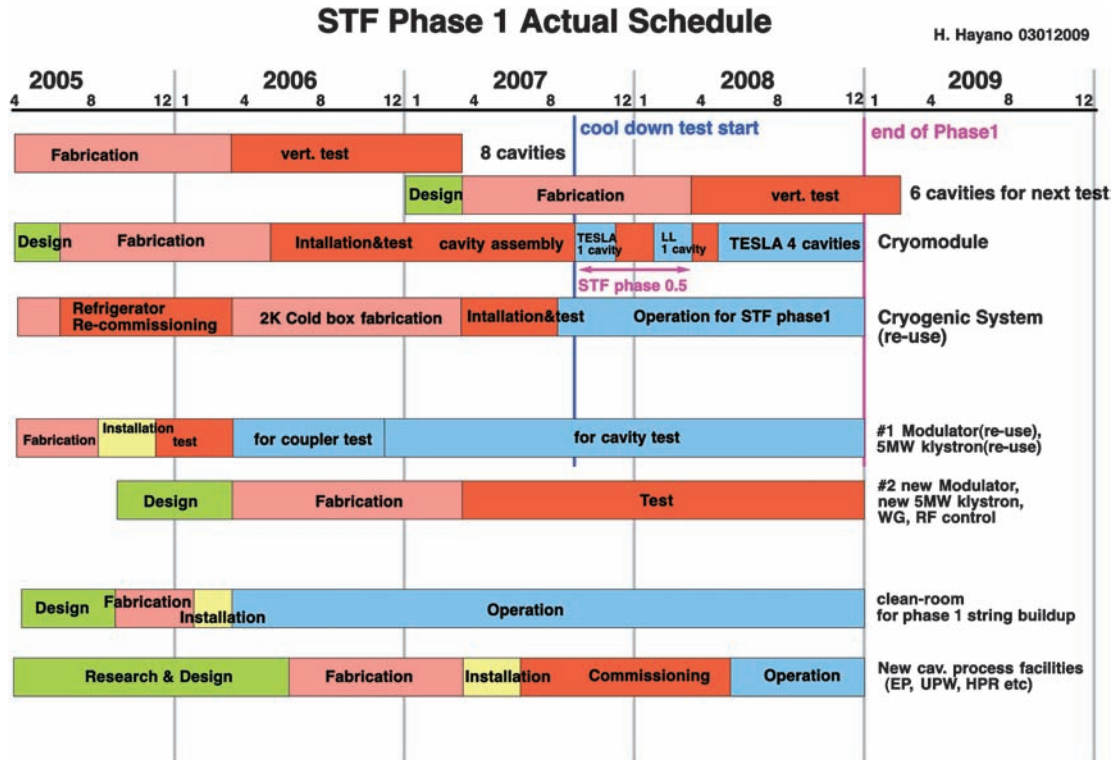 STF Phase 1 Actual Schedule
H. Hayano 03012009
2005 2006 2007 2008 2009
4 8 12 1 4 8 12 1 4 8 12 1 4 8 12 1 4 8 12
cool down test start
end of Phase1
Fabrication vert. test 8 cavities
Design Fabrication vert. test 6 cavities for next test
Design Fabrication Intallation&test cavity assembly TESLA
1 cavity
LL
1 cavity
TESLA 4 cavities Cryomodule
STF phase 0.5
Refrigerator
Re-commissioning
2K Cold box fabrication Intallation&test Operation for STF phase1 Cryogenic System
(re-use)
Fabrication Installation test for coupler test for cavity test #1 Modulator(re-use),
5MW klystron(re-use)
Design Fabrication Test #2 new Modulator,
new 5MW klystron,
WG, RF control
Design Fabrication Installation Operation clean-room
for phase 1 string buildup
Research & Design Fabrication Installation Commissioning Operation New cav. process facilities
(EP, UPW, HPR etc)